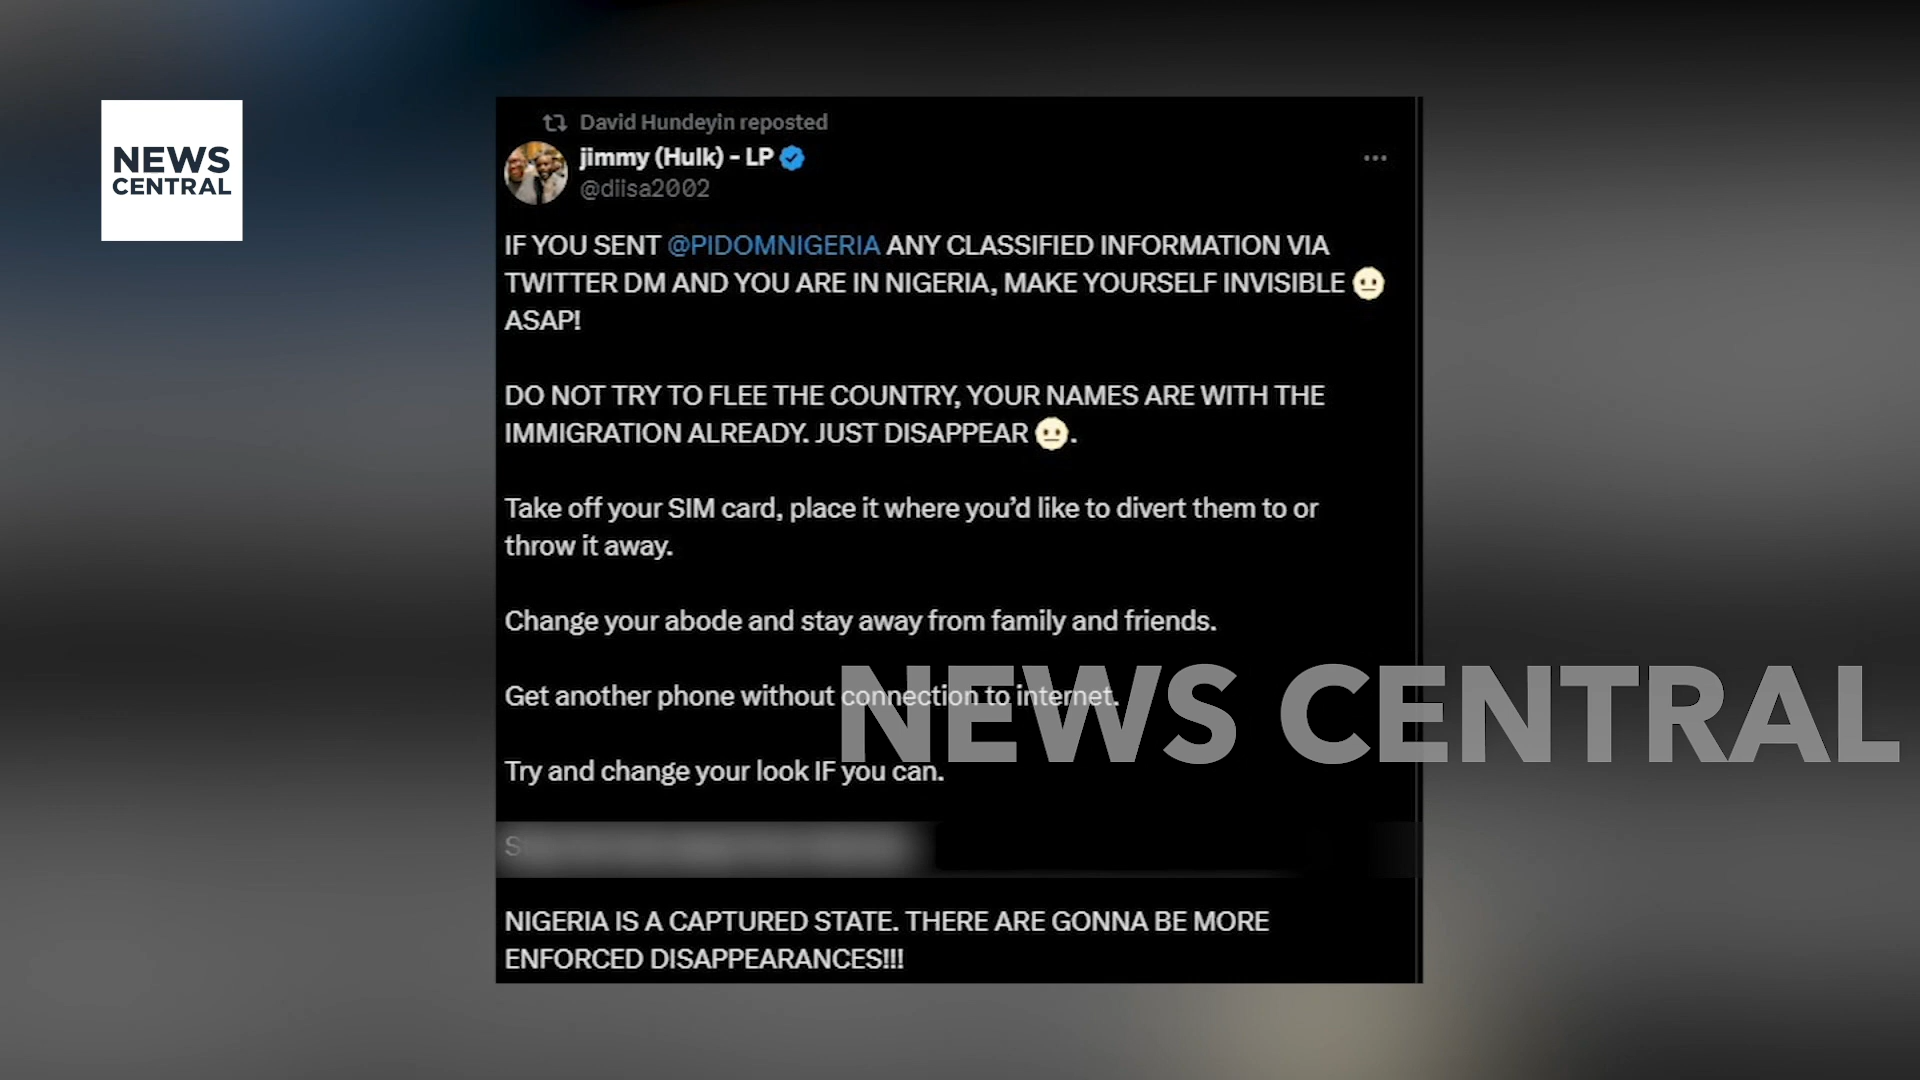 NEWS
CENTRAL
David Hundeyin reposted
jimmy (Hulk) - LP
@diisa2002
IF YOU SENT @PIDOMNIGERIA ANY CLASSIFIED INFORMATION VIA
TWITTER DM AND YOU ARE IN NIGERIA, MAKE YOURSELF INVISIBLE 😐
ASAP!
DO NOT TRY TO FLEE THE COUNTRY, YOUR NAMES ARE WITH THE
IMMIGRATION ALREADY. JUST DISAPPEAR 😐.
Take off your SIM card, place it where you’d like to divert them to or
throw it away.
Change your abode and stay away from family and friends.
Get another phone without connection to internet.
Try and change your look IF you can.
NIGERIA IS A CAPTURED STATE. THERE ARE GONNA BE MORE
ENFORCED DISAPPEARANCES!!!
NEWS CENTRAL